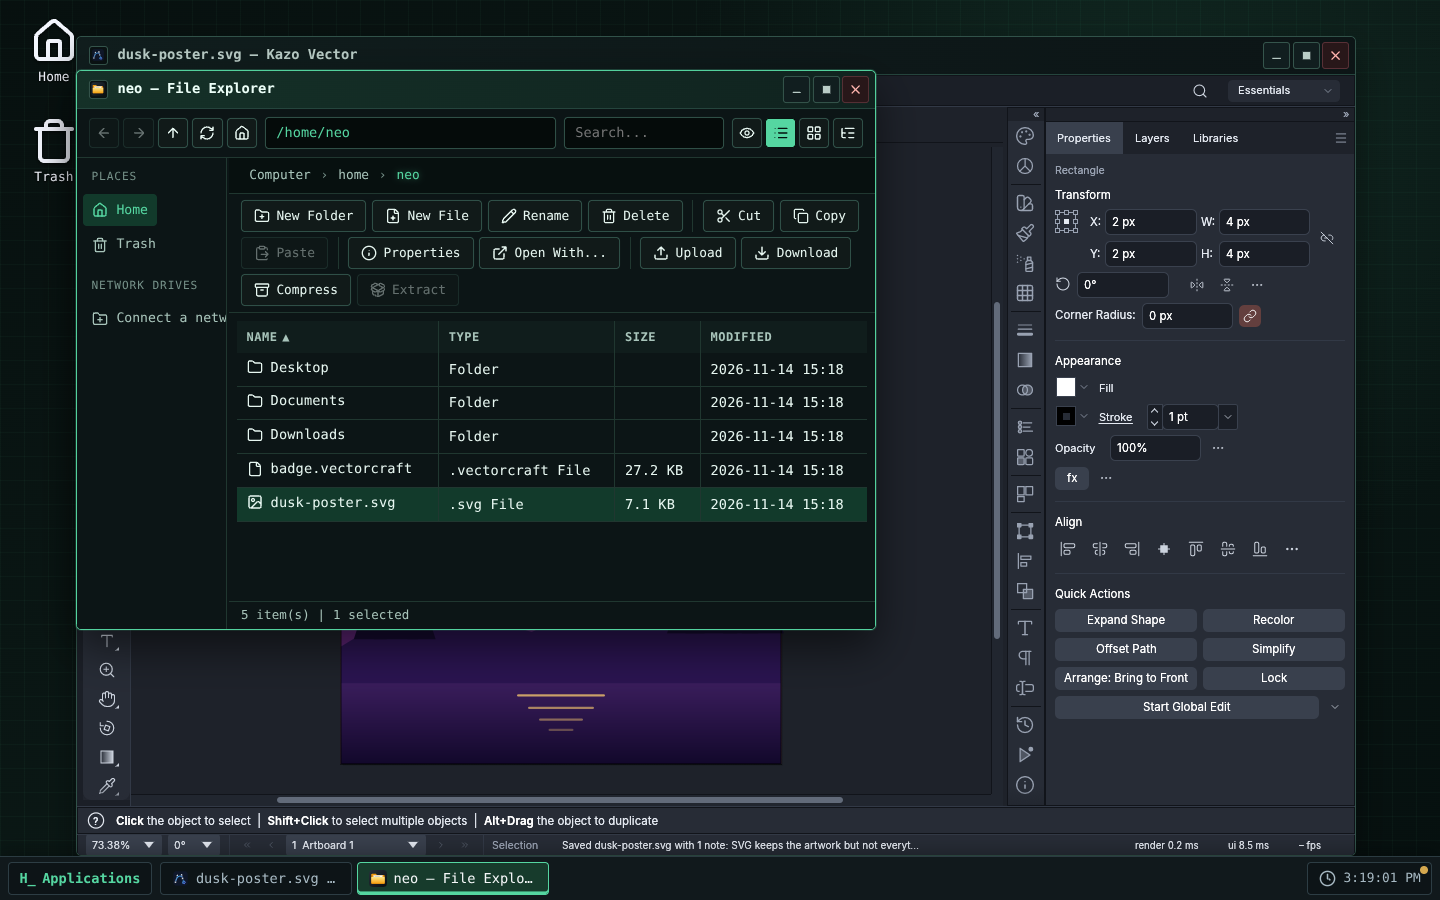 Home
Trash
dusk-poster.svg — Kazo Vector
Essentials
neo — File Explorer
/home/neo
Search...
PLACES
Home
Trash
NETWORK DRIVES
Connect a netw
Computer › home › neo
New Folder
New File
Rename
Delete
Cut
Copy
Paste
Properties
Open With...
Upload
Download
Compress
Extract
NAME ▲ TYPE SIZE MODIFIED
Desktop Folder 2026-11-14 15:18
Documents Folder 2026-11-14 15:18
Downloads Folder 2026-11-14 15:18
badge.vectorcraft .vectorcraft File 27.2 KB 2026-11-14 15:18
dusk-poster.svg .svg File 7.1 KB 2026-11-14 15:18
5 item(s) | 1 selected
Properties Layers Libraries
Rectangle
Transform
X: 2 px W: 4 px
Y: 2 px H: 4 px
0°
Corner Radius: 0 px
Appearance
Fill
Stroke 1 pt
Opacity 100%
fx
Align
Quick Actions
Expand Shape Recolor
Offset Path Simplify
Arrange: Bring to Front Lock
Start Global Edit
Click the object to select | Shift+Click to select multiple objects | Alt+Drag the object to duplicate
73.38% 0° 1 Artboard 1 Selection Saved dusk-poster.svg with 1 note: SVG keeps the artwork but not everyt... render 0.2 ms ui 8.5 ms – fps
H_ Applications
dusk-poster.svg …
neo — File Explo…
3:19:01 PM